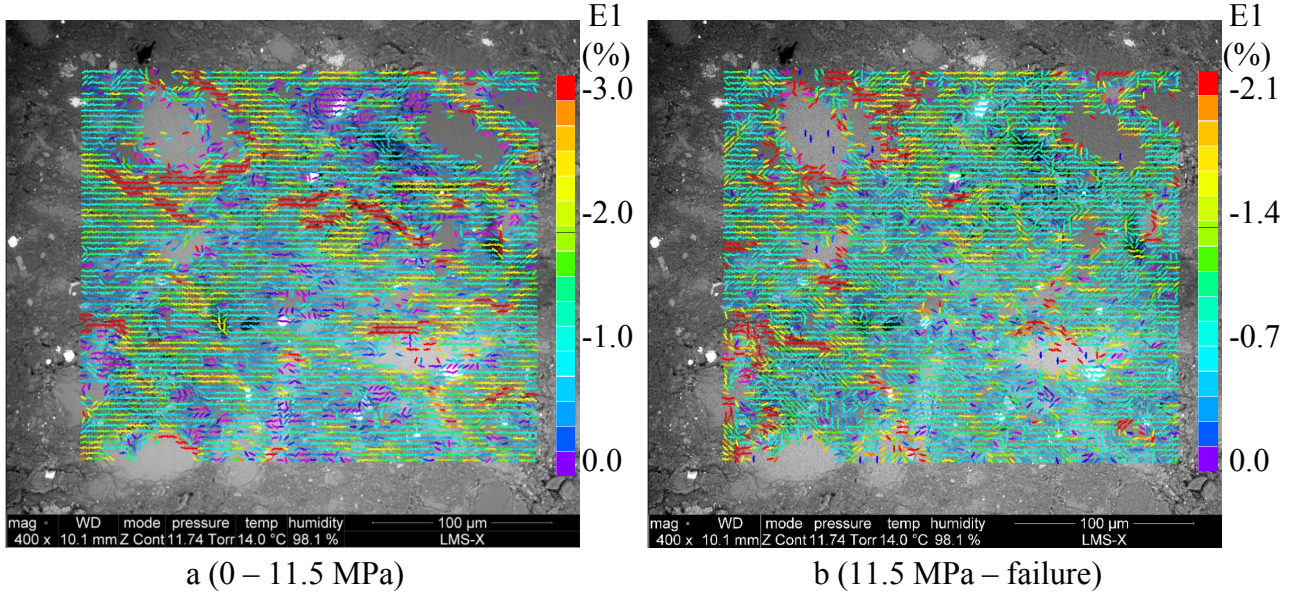 E1
(%)
-3.0
-2.0
-1.0
0.0
mag WD mode pressure temp humidity 100 µm
400 x 10.1 mm Z Cont 11.74 Torr 14.0 °C 98.1 % LMS-X
a (0 – 11.5 MPa)
E1
(%)
-2.1
-1.4
-0.7
0.0
mag WD mode pressure temp humidity 100 µm
400 x 10.1 mm Z Cont 11.74 Torr 14.0 °C 98.1 % LMS-X
b (11.5 MPa – failure)